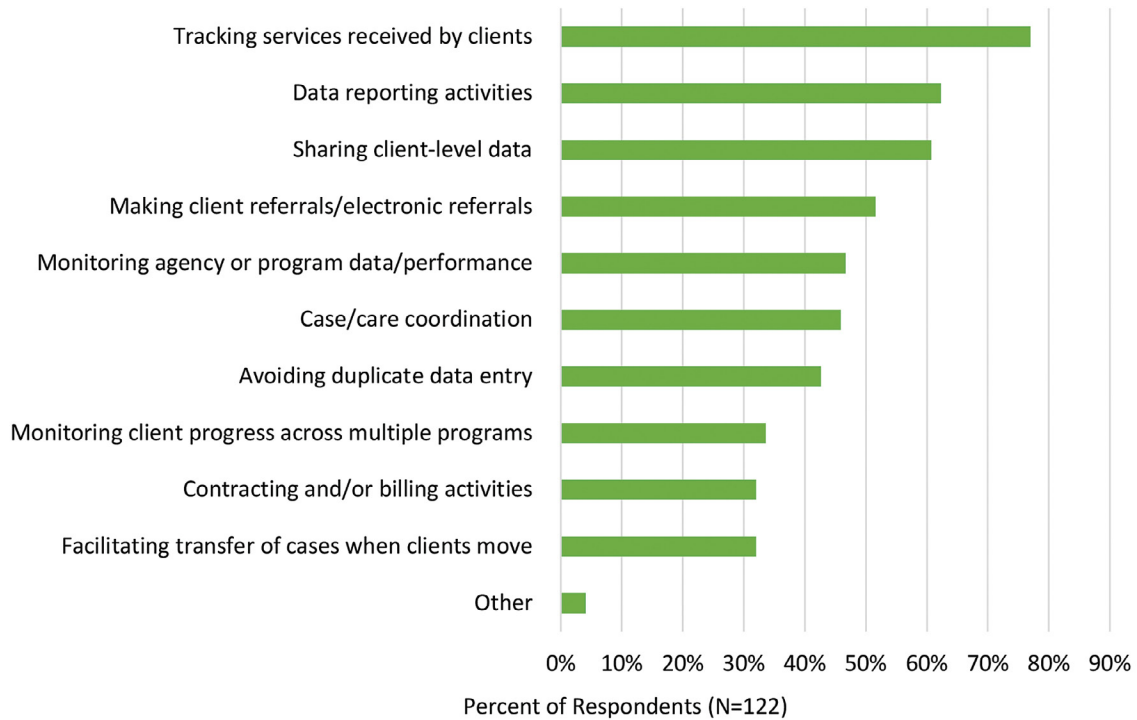 Tracking services received by clients
Data reporting activities
Sharing client-level data
Making client referrals/electronic referrals
Monitoring agency or program data/performance
Case/care coordination
Avoiding duplicate data entry
Monitoring client progress across multiple programs
Contracting and/or billing activities
Facilitating transfer of cases when clients move
Other
0% 10% 20% 30% 40% 50% 60% 70% 80% 90%
Percent of Respondents (N=122)